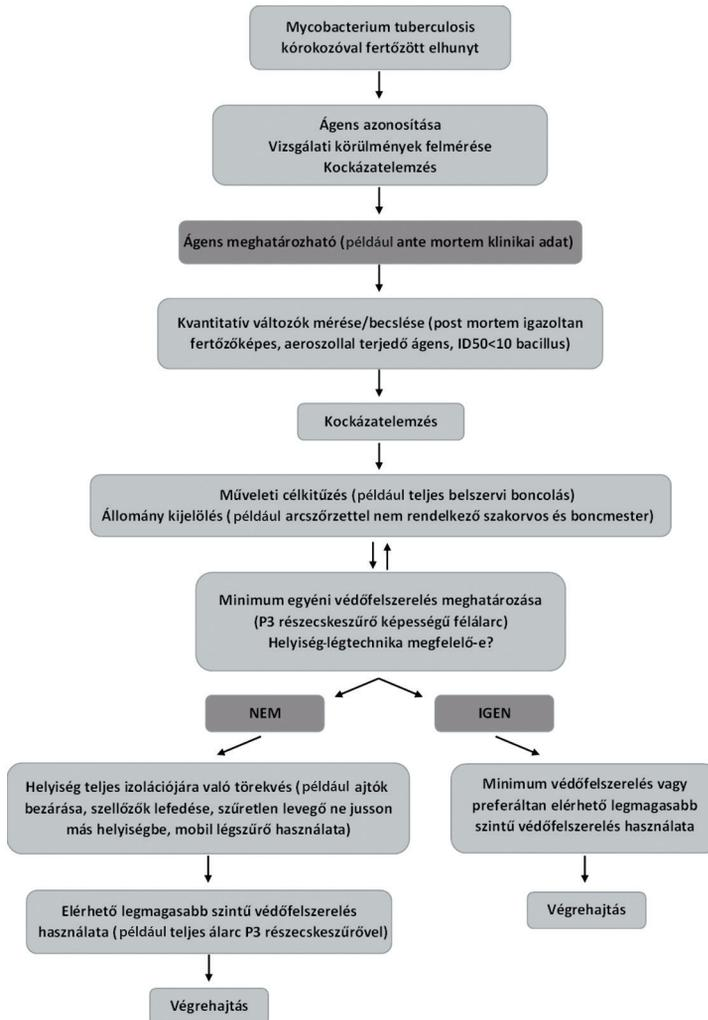 Mycobacterium tuberculosis
kórokozóval fertőzött elhunyt
Ágens azonosítása
Vizsgálati körülmények felmérése
Kockázatelemzés
Ágens meghatározható (például ante mortem klinikai adat)
Kvantitatív változók mérése/becslése (post mortem igazoltan
fertőzőképes, aeroszollal terjedő ágens, ID50<10 bacillus)
Kockázatelemzés
Műveleti célkitűzés (például teljes belszervi boncolás)
Állomány kijelölés (például arcszőrzettel nem rendelkező szakorvos és boncmester)
Minimum egyéni védőfelszerelés meghatározása
(P3 részecskeszűrő képességű félálarc)
Helyiség-légtechnika megfelelő-e?
NEM
IGEN
Helyiség teljes izolációjára való törekvés (például ajtók
bezárása, szellőzők lefedése, szűretlen levegő ne jusson
más helyiségbe, mobil légszűrő használata)
Minimum védőfelszerelés vagy
preferáltan elérhető legmagasabb
szintű védőfelszerelés használata
Elérhető legmagasabb szintű védőfelszerelés
használata (például teljes álarc P3 részecskeszűrővel)
Végrehajtás
Végrehajtás